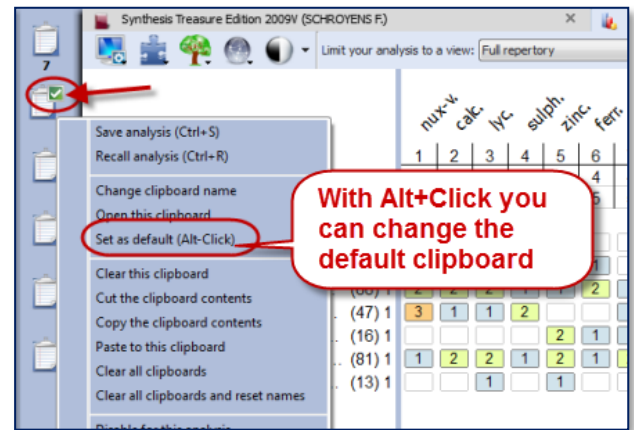 Synthesis Treasure Edition 2009V (SCHROYENS F.)
Limit your analysis to a view: Full repertory
7
nux-v. calc. lyc. sulph. zinc. ferr.
1 2 3 4 5 6
4
Save analysis (Ctrl+S)
Recall analysis (Ctrl+R)
Change clipboard name
Open this clipboard
Set as default (Alt-Click)
With Alt+Click you
can change the
default clipboard
Clear this clipboard
Cut the clipboard contents
Copy the clipboard contents
Paste to this clipboard
Clear all clipboards
Clear all clipboards and reset names
(47) 1 3 1 1 2
(16) 1 2 1
(81) 1 1 2 2 1 2 1
(13) 1 1 1